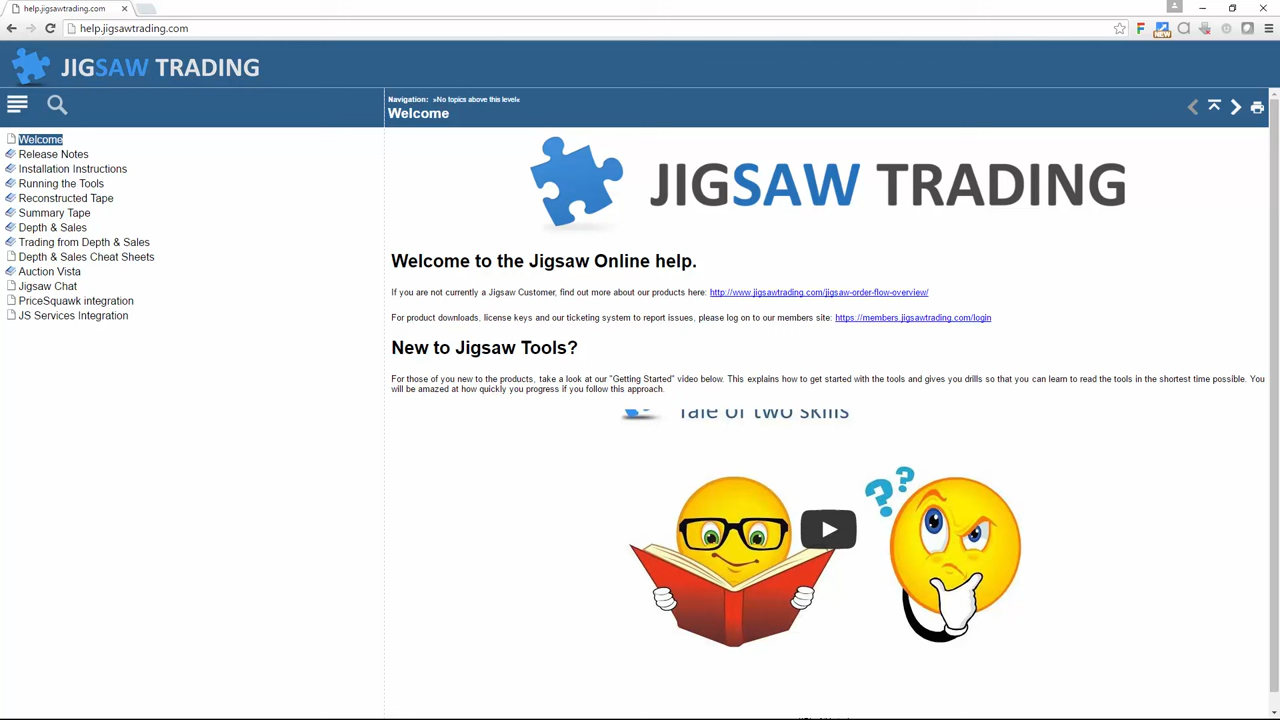 help.jigsawtrading.com
help.jigsawtrading.com
NEW
JIGSAW TRADING
Navigation: »No topics above this level«
Welcome
Welcome
Release Notes
Installation Instructions
Running the Tools
Reconstructed Tape
Summary Tape
Depth & Sales
Trading from Depth & Sales
Depth & Sales Cheat Sheets
Auction Vista
Jigsaw Chat
PriceSquawk integration
JS Services Integration
JIGSAW TRADING
Welcome to the Jigsaw Online help.
If you are not currently a Jigsaw Customer, find out more about our products here: http://www.jigsawtrading.com/jigsaw-order-flow-overview/
For product downloads, license keys and our ticketing system to report issues, please log on to our members site: https://members.jigsawtrading.com/login
New to Jigsaw Tools?
For those of you new to the products, take a look at our "Getting Started" video below. This explains how to get started with the tools and gives you drills so that you can learn to read the tools in the shortest time possible. You
will be amazed at how quickly you progress if you follow this approach.
Tale of two skills
??